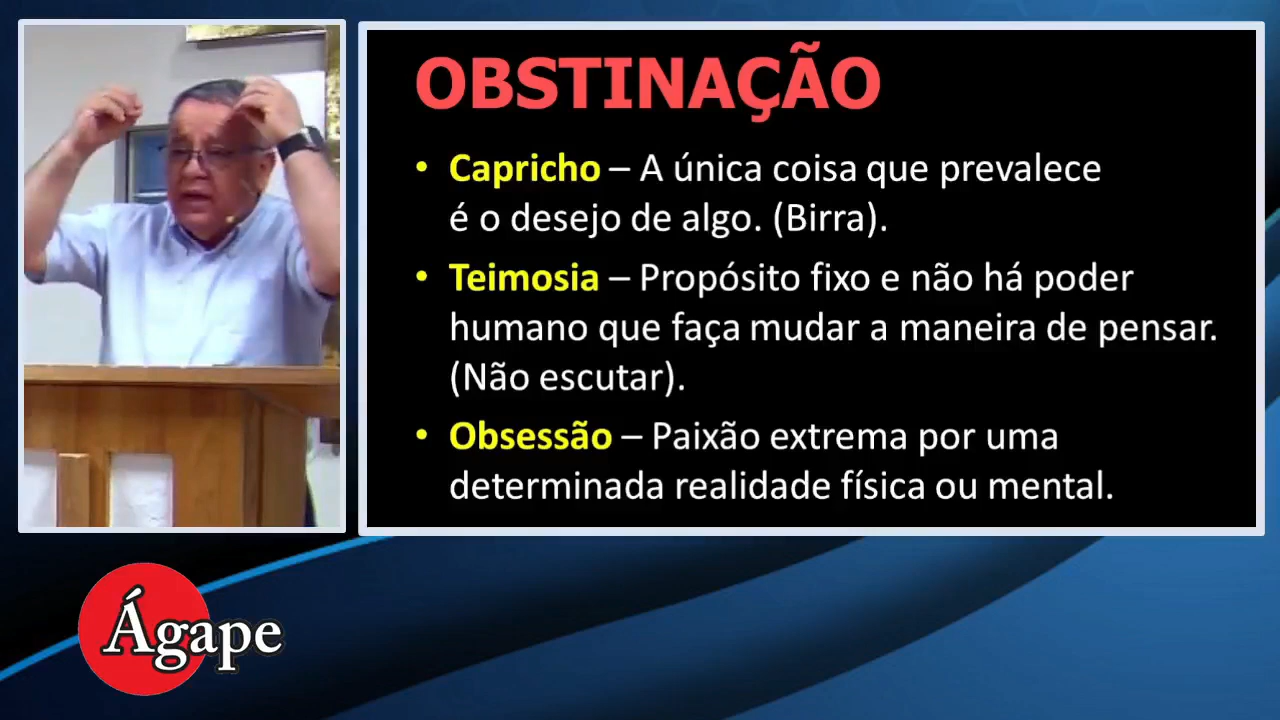 OBSTINAÇÃO
• Capricho – A única coisa que prevalece
é o desejo de algo. (Birra).
• Teimosia – Propósito fixo e não há poder
humano que faça mudar a maneira de pensar.
(Não escutar).
• Obsessão – Paixão extrema por uma
determinada realidade física ou mental.
Ágape